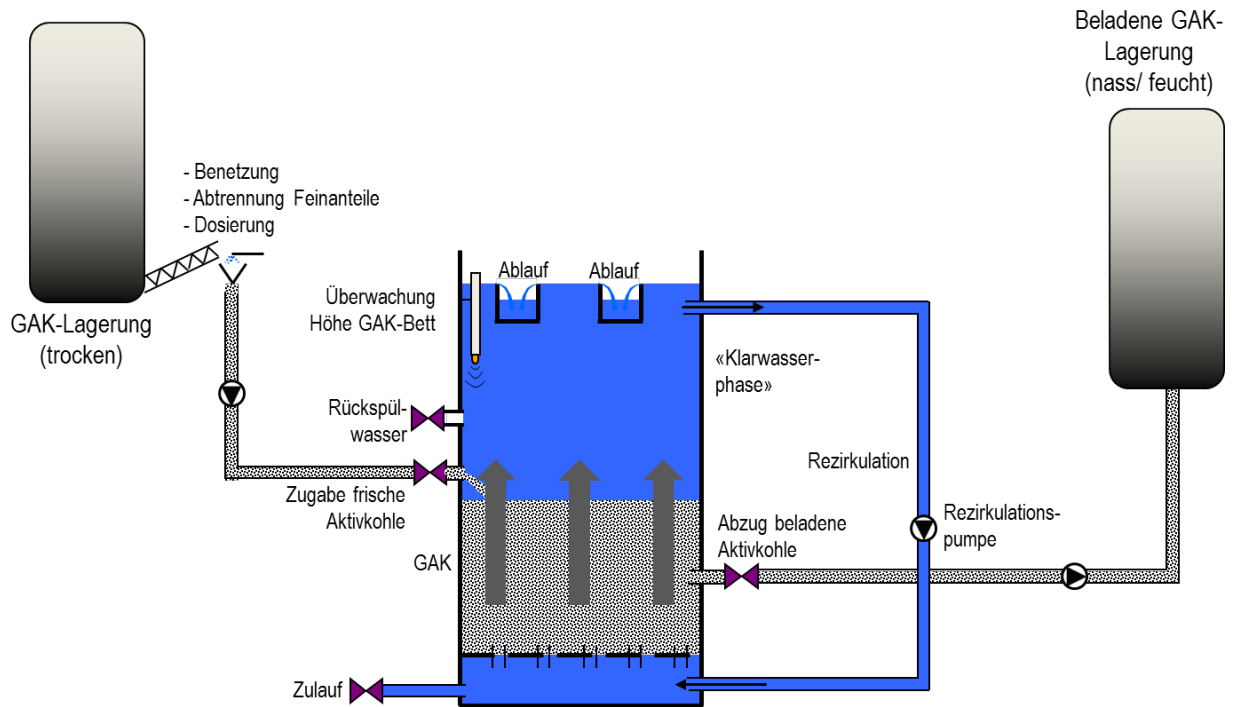 Beladene GAK-
Lagerung
(nass/ feucht)
- Benetzung
- Abtrennung Feinanteile
- Dosierung
GAK-Lagerung
(trocken)
Ablauf
Ablauf
Überwachung
Höhe GAK-Bett
«Klarwasser-
phase»
Rückspül-
wasser
Rezirkulation
Zugabe frische
Aktivkohle
Rezirkulations-
pumpe
Abzug beladene
Aktivkohle
GAK
Zulauf